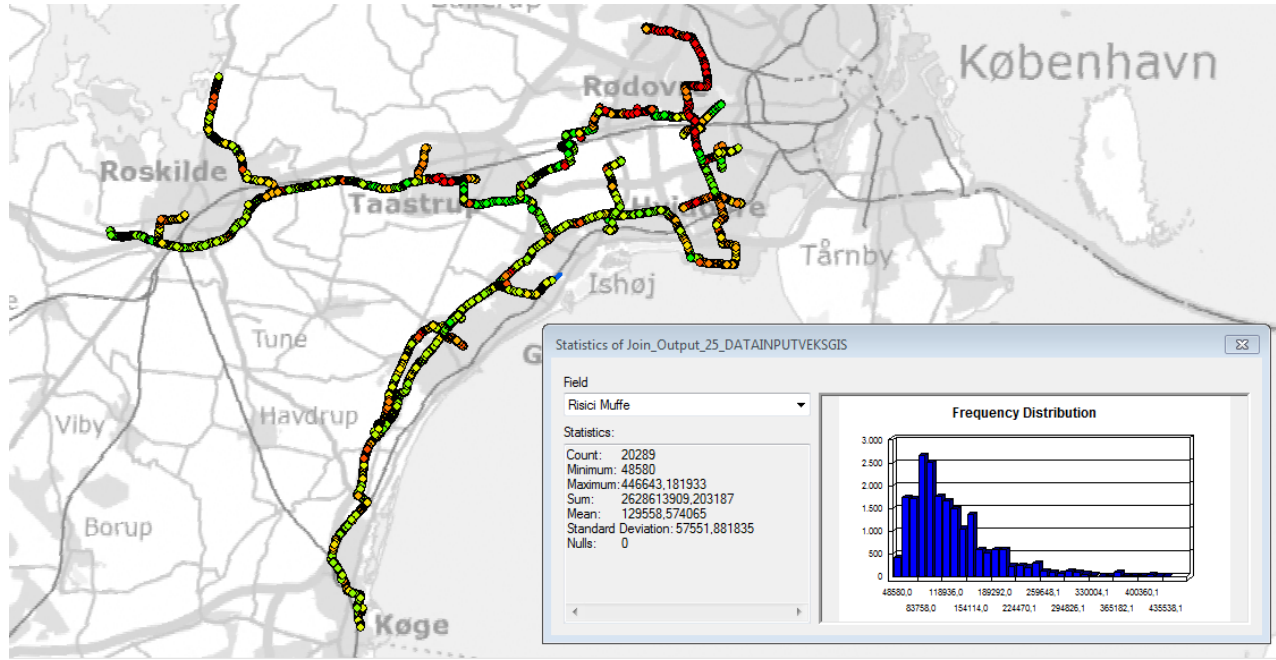 København
Rødovre
Roskilde
Taastrup
Hvidovre
Tårnby
Ishøj
Tune
G
Viby
Havdrup
Borup
Køge
Statistics of Join_Output_25_DATAINPUTVEKSGIS
Field
Risici Muffe
Statistics:
Count: 20289
Minimum: 48580
Maximum: 446643,181933
Sum: 2628613909,203187
Mean: 129558,574065
Standard Deviation: 57551,881835
Nulls: 0
Frequency Distribution
3.000
2.500
2.000
1.500
1.000
500
0
48580,0 118936,0 189292,0 259648,1 330004,1 400360,1
83758,0 154114,0 224470,1 294826,1 365182,1 435538,1